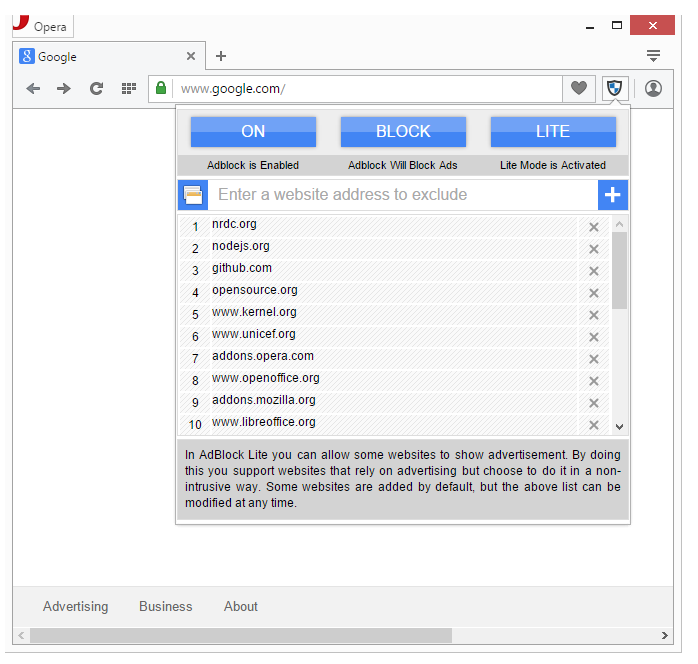 Opera
Google
www.google.com/
ON BLOCK LITE
Adblock is Enabled Adblock Will Block Ads Lite Mode is Activated
Enter a website address to exclude
1 nrdc.org
2 nodejs.org
3 github.com
4 opensource.org
5 www.kernel.org
6 www.unicef.org
7 addons.opera.com
8 www.openoffice.org
9 addons.mozilla.org
10 www.libreoffice.org
In AdBlock Lite you can allow some websites to show advertisement. By doing
this you support websites that rely on advertising but choose to do it in a non-
intrusive way. Some websites are added by default, but the above list can be
modified at any time.
Advertising Business About